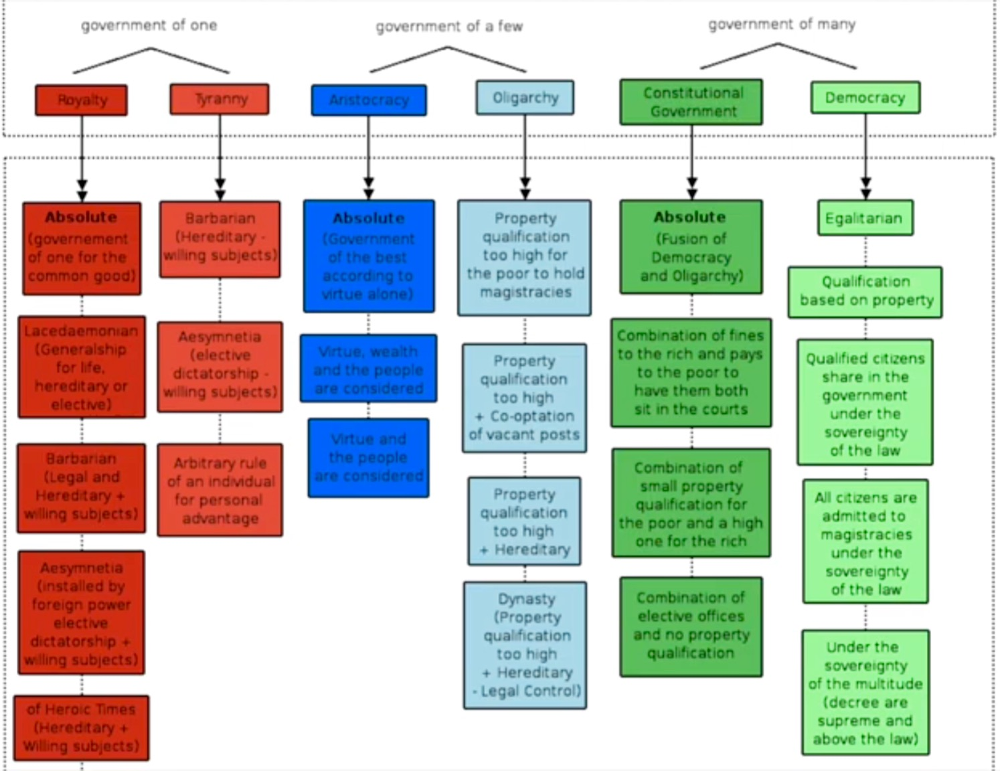 government of one
government of a few
government of many
Royalty
Tyranny
Aristocracy
Oligarchy
Constitutional
Government
Democracy
Absolute
(governement
of one for the
common good)
Lacedaemonian
(Generalship
for life,
hereditary or
elective)
Barbarian
(Legal and
Hereditary +
willing subjects)
Aesymnetia
(installed by
foreign power
elective
dictatorship +
willing subjects)
of Heroic Times
(Hereditary +
Willing subjects)
Barbarian
(Hereditary -
willing subjects)
Aesymnetia
(elective
dictatorship -
willing subjects)
Arbitrary rule
of an individual
for personal
advantage
Absolute
(Government
of the best
according to
virtue alone)
Virtue, wealth
and the people
are considered
Virtue and
the people
are considered
Property
qualification
too high for
the poor to hold
magistracies
Property
qualification
too high
+ Co-optation
of vacant posts
Property
qualification
too high
+ Hereditary
Dynasty
(Property
qualification
too high
+ Hereditary
- Legal Control)
Absolute
(Fusion of
Democracy
and Oligarchy)
Combination of fines
to the rich and pays
to the poor to
have them both
sit in the courts
Combination of
small property
qualification for
the poor and a high
one for the rich
Combination of
elective offices
and no property
qualification
Egalitarian
Qualification
based on property
Qualified citizens
share in the
government
under the
sovereignty
of the law
All citizens are
admitted to
magistracies
under the
sovereignty
of the law
Under the
sovereignty
of the multitude
(decree are
supreme and
above the law)